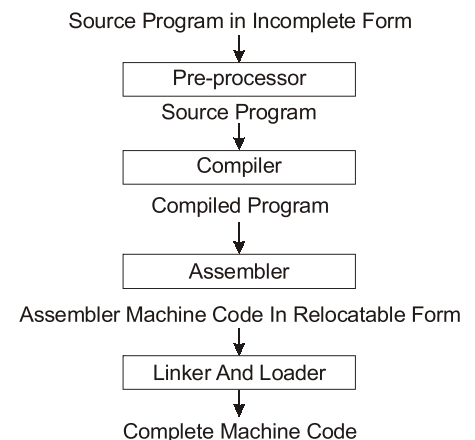 Source Program in Incomplete Form
Pre-processor
Source Program
Compiler
Compiled Program
Assembler
Assembler Machine Code In Relocatable Form
Linker And Loader
Complete Machine Code